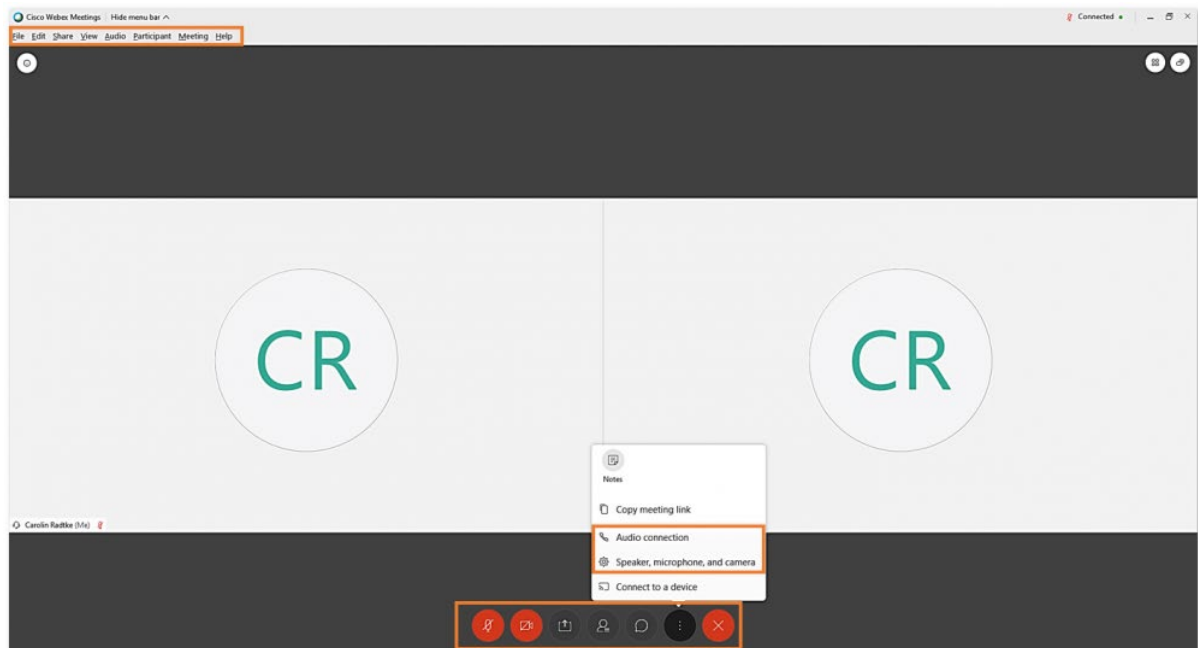 Cisco Webex Meetings Hide menu bar
Connected
File Edit Share View Audio Participant Meeting Help
CR
CR
Notes
Copy meeting link
Audio connection
Speaker, microphone, and camera
Connect to a device
Carolin Radtke (Me)